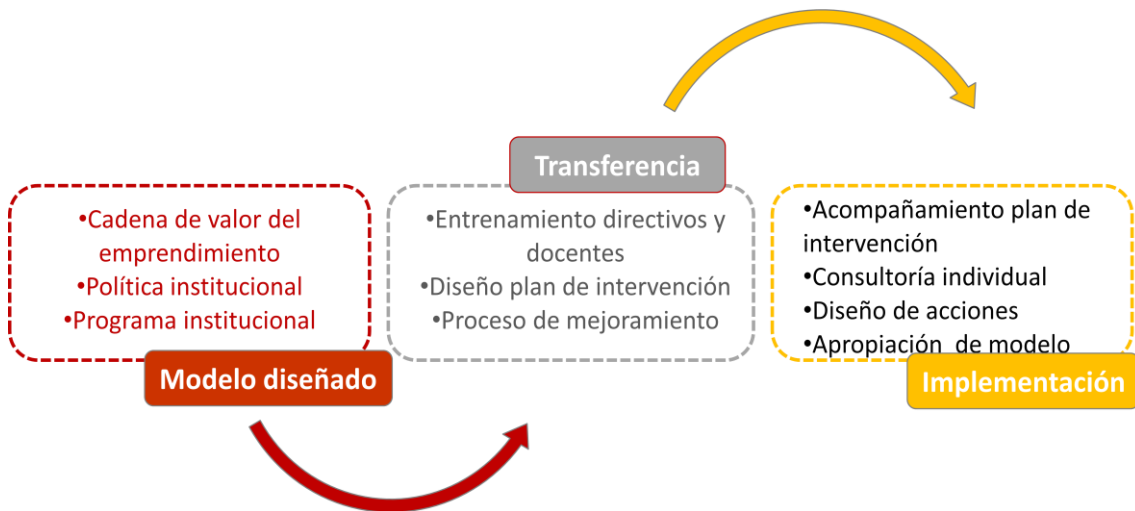 •Cadena de valor del
emprendimiento
•Política institucional
•Programa institucional
Modelo diseñado
Transferencia
•Entrenamiento directivos y
docentes
•Diseño plan de intervención
•Proceso de mejoramiento
•Acompañamiento plan de
intervención
•Consultoría individual
•Diseño de acciones
•Apropiación de modelo
Implementación